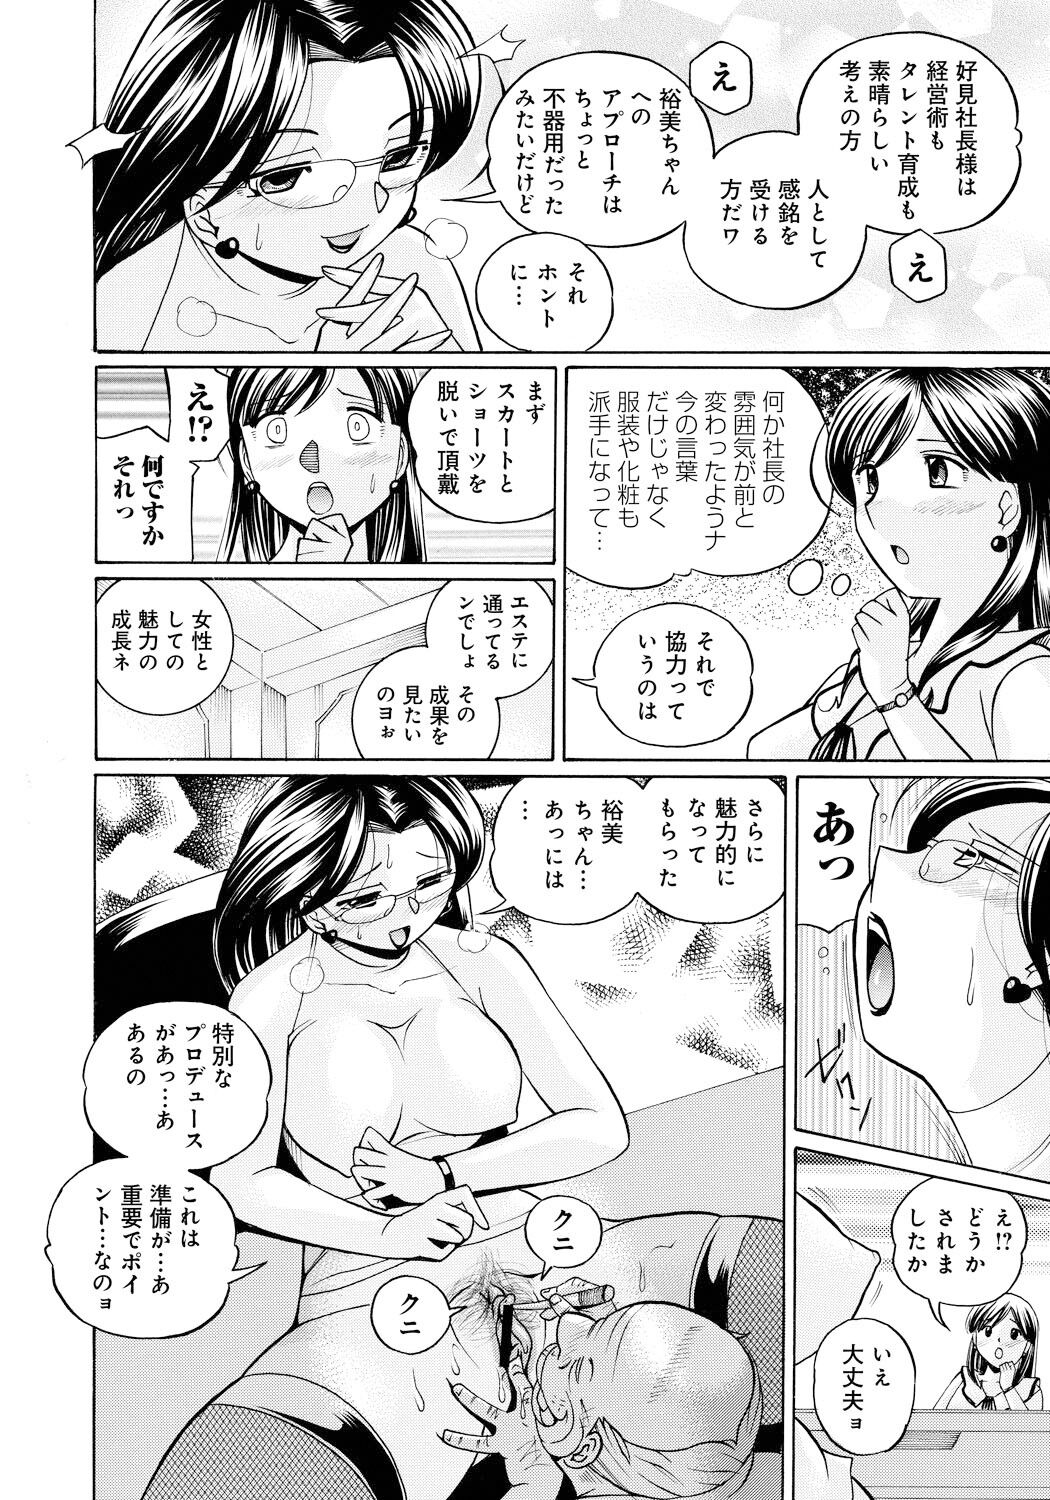 好見社長様は
経営術も
タレント育成も
素晴らしい
考えの方
え
人として
感銘を
受ける
方だワ
え
裕美ちゃん
への
アプローチは
ちょっと
不器用だった
みたいだけど
それ
ホント
に…
何か社長の
雰囲気が前と
変わったようナ
今の言葉
だけじゃなく
服装や化粧も
派手になって…
それで
協力って
いうのは
まず
スカートと
ショーツを
脱いで頂戴
え!?
何ですか
それっ
エステに
通ってる
ンでしょ
その
成果を
見たい
のヨぉ
女性と
しての
魅力の
成長ネ
あっ
え!?
どうか
されま
したか
いえ
大丈夫ョ
さらに
魅力的に
なって
もらった
裕美
ちゃん…
あっには
…
特別な
プロデュース
があっ…あ
あるの
これは
準備が…あ
重要でポイ
ント…なのョ
クニ
クニ